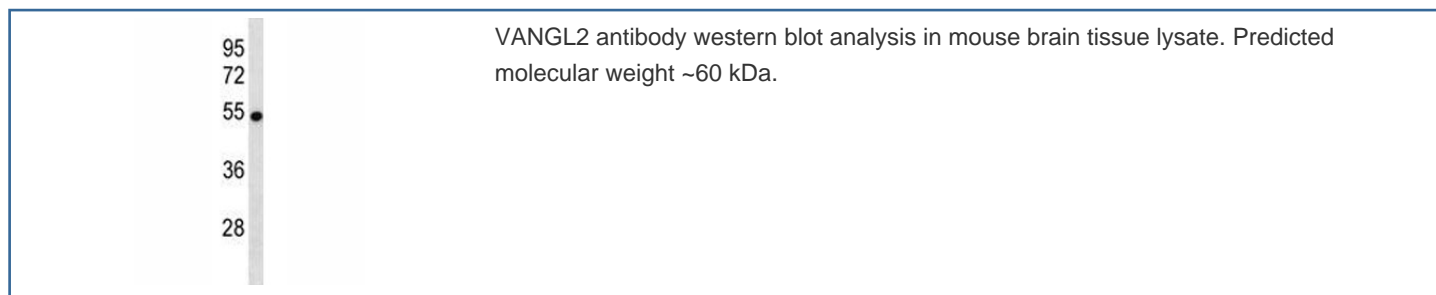 95
72
55
36
28
VANGL2 antibody western blot analysis in mouse brain tissue lysate. Predicted
molecular weight ~60 kDa.